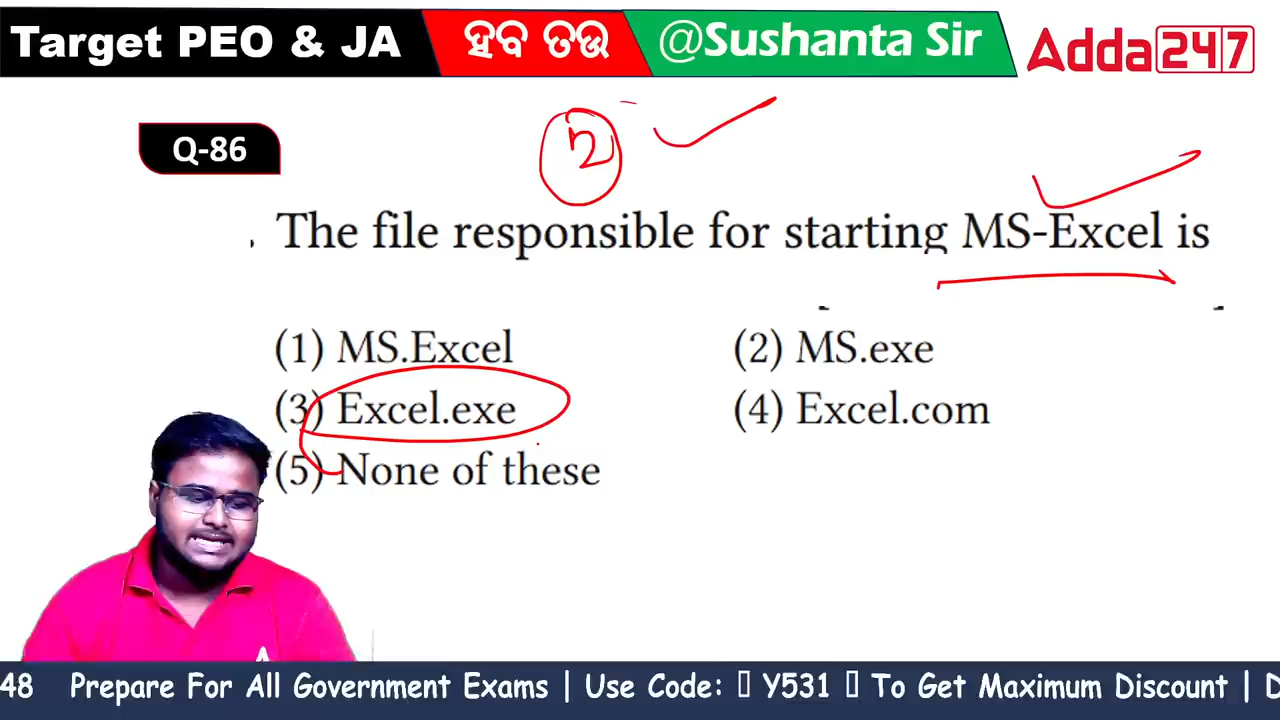 Target PEO & JA ହବ ତଉ @Sushanta Sir Adda247
Q-86
2
The file responsible for starting MS-Excel is
(1) MS.Excel (2) MS.exe
(3) Excel.exe (4) Excel.com
(5) None of these
48 Prepare For All Government Exams | Use Code: Y531 To Get Maximum Discount | D